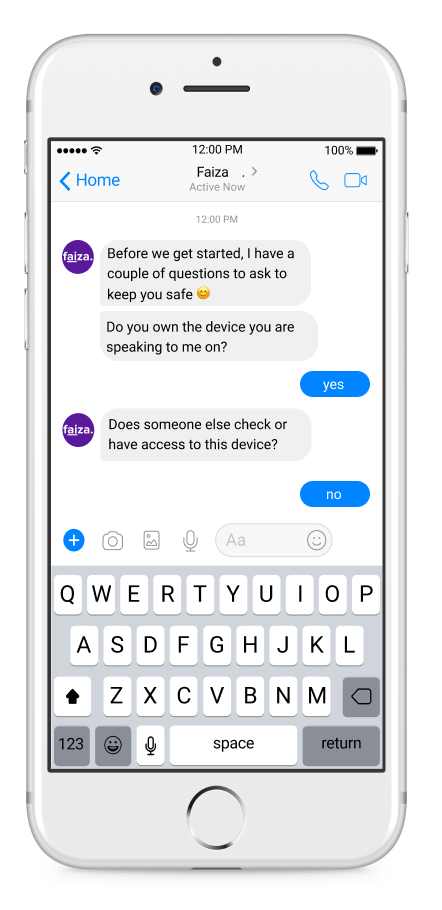 12:00 PM
100%
Home
Faiza .
Active Now
12:00 PM
faiza.
Before we get started, I have a
couple of questions to ask to
keep you safe 😊
Do you own the device you are
speaking to me on?
yes
faiza.
Does someone else check or
have access to this device?
no
Aa
Q W E R T Y U I O P
A S D F G H J K L
Z X C V B N M
123
space
return